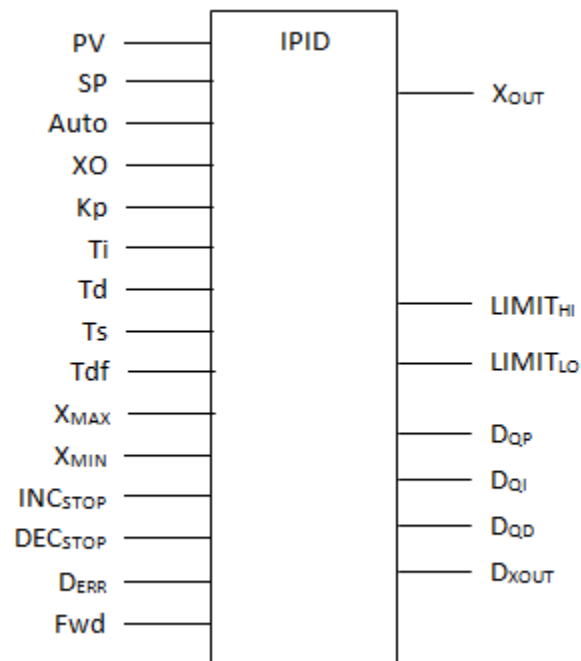 IPID
PV
SP
Auto
XO
Kp
Ti
Td
Ts
Tdf
XMAX
XMIN
INCSTOP
DECSTOP
DERR
Fwd
XOUT
LIMITHI
LIMITLO
DQP
DQI
DQD
DXOUT